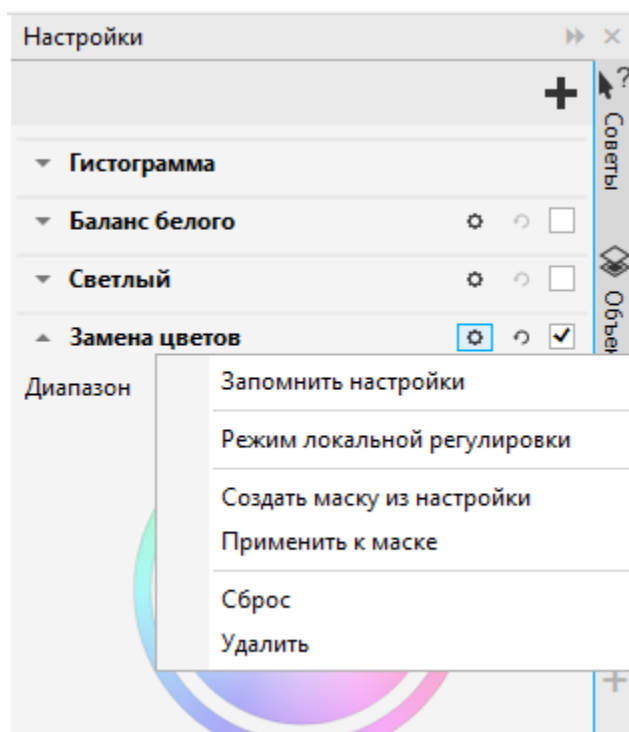 Настройки
?
Советы
Гистограмма
Баланс белого
Светлый
Замена цветов
Диапазон
Запомнить настройки
Режим локальной регулировки
Создать маску из настройки
Применить к маске
Сброс
Удалить